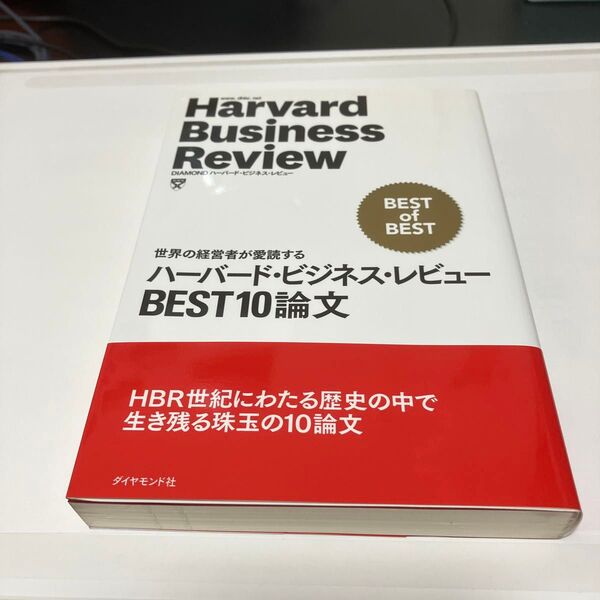 www.dhbr.net
Harvard
Business
Review
DIAMOND ハーバード・ビジネス・レビュー
BEST
of
BEST
世界の経営者が愛読する
ハーバード・ビジネス・レビュー
BEST10論文
HBR世紀にわたる歴史の中で
生き残る珠玉の10論文
ダイヤモンド社